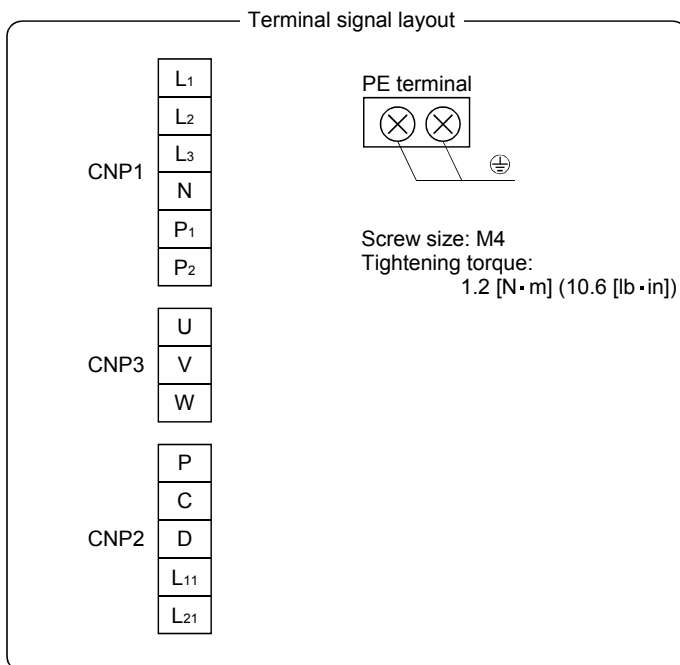 Terminal signal layout
CNP1
L1
L2
L3
N
P1
P2
CNP3
U
V
W
CNP2
P
C
D
L11
L21
PE terminal
Screw size: M4
Tightening torque:
1.2 [N▪m] (10.6 [lb▪in])